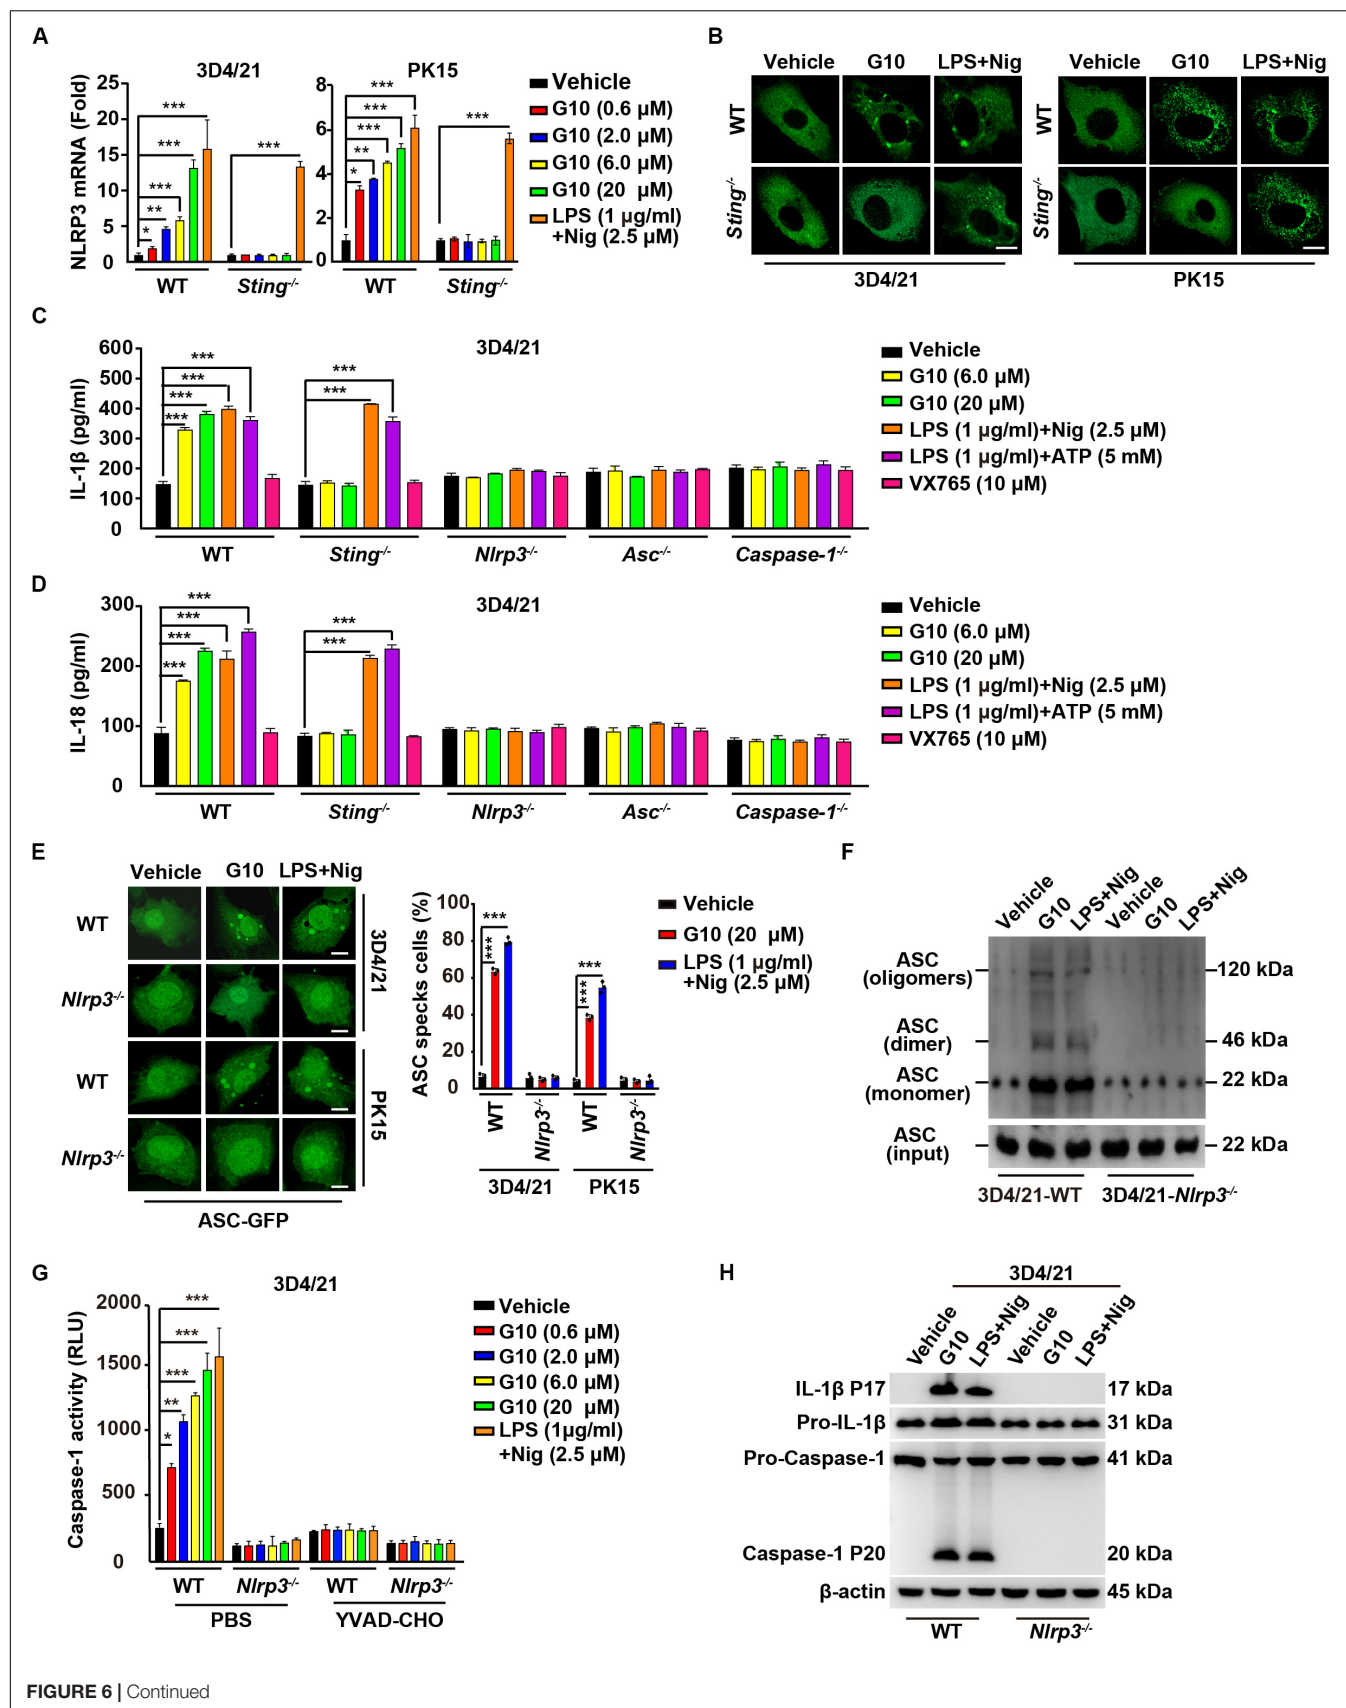 A
3D4/21
PK15
NLRP3 mRNA (Fold)
25
20
15
10
5
0
8
6
4
2
0
*
**
***
***
***
***
*
**
***
***
***
***
WT
Sting-/-
WT
Sting-/-
Vehicle
G10 (0.6 µM)
G10 (2.0 µM)
G10 (6.0 µM)
G10 (20 µM)
LPS (1 µg/ml)
+Nig (2.5 µM)
B
Vehicle
G10
LPS+Nig
Vehicle
G10
LPS+Nig
WT
Sting-/-
WT
Sting-/-
3D4/21
PK15
C
3D4/21
IL-1β (pg/ml)
600
500
400
300
200
100
0
***
***
***
***
***
***
WT
Sting-/-
Nlrp3-/-
Asc-/-
Caspase-1-/-
Vehicle
G10 (6.0 µM)
G10 (20 µM)
LPS (1 µg/ml)+Nig (2.5 µM)
LPS (1 µg/ml)+ATP (5 mM)
VX765 (10 µM)
D
3D4/21
IL-18 (pg/ml)
300
200
100
0
***
***
***
***
***
***
WT
Sting-/-
Nlrp3-/-
Asc-/-
Caspase-1-/-
Vehicle
G10 (6.0 µM)
G10 (20 µM)
LPS (1 µg/ml)+Nig (2.5 µM)
LPS (1 µg/ml)+ATP (5 mM)
VX765 (10 µM)
E
Vehicle
G10
LPS+Nig
WT
Nlrp3-/-
WT
Nlrp3-/-
3D4/21
PK15
ASC-GFP
ASC specks cells (%)
100
80
60
40
20
0
***
***
***
***
WT
Nlrp3-/-
WT
Nlrp3-/-
3D4/21
PK15
Vehicle
G10 (20 µM)
LPS (1 µg/ml)
+Nig (2.5 µM)
F
Vehicle
G10
LPS+Nig
Vehicle
G10
LPS+Nig
ASC
(oligomers)
120 kDa
ASC
(dimer)
46 kDa
ASC
(monomer)
22 kDa
ASC
(input)
22 kDa
3D4/21-WT
3D4/21-Nlrp3-/-
G
3D4/21
Caspase-1 activity (RLU)
2000
1500
1000
500
0
*
**
***
***
***
WT
Nlrp3-/-
WT
Nlrp3-/-
PBS
YVAD-CHO
Vehicle
G10 (0.6 µM)
G10 (2.0 µM)
G10 (6.0 µM)
G10 (20 µM)
LPS (1µg/ml)
+Nig (2.5 µM)
H
3D4/21
Vehicle
G10
LPS+Nig
Vehicle
G10
LPS+Nig
IL-1β P17
17 kDa
Pro-IL-1β
31 kDa
Pro-Caspase-1
41 kDa
Caspase-1 P20
20 kDa
β-actin
45 kDa
WT
Nlrp3-/-
FIGURE 6 | Continued